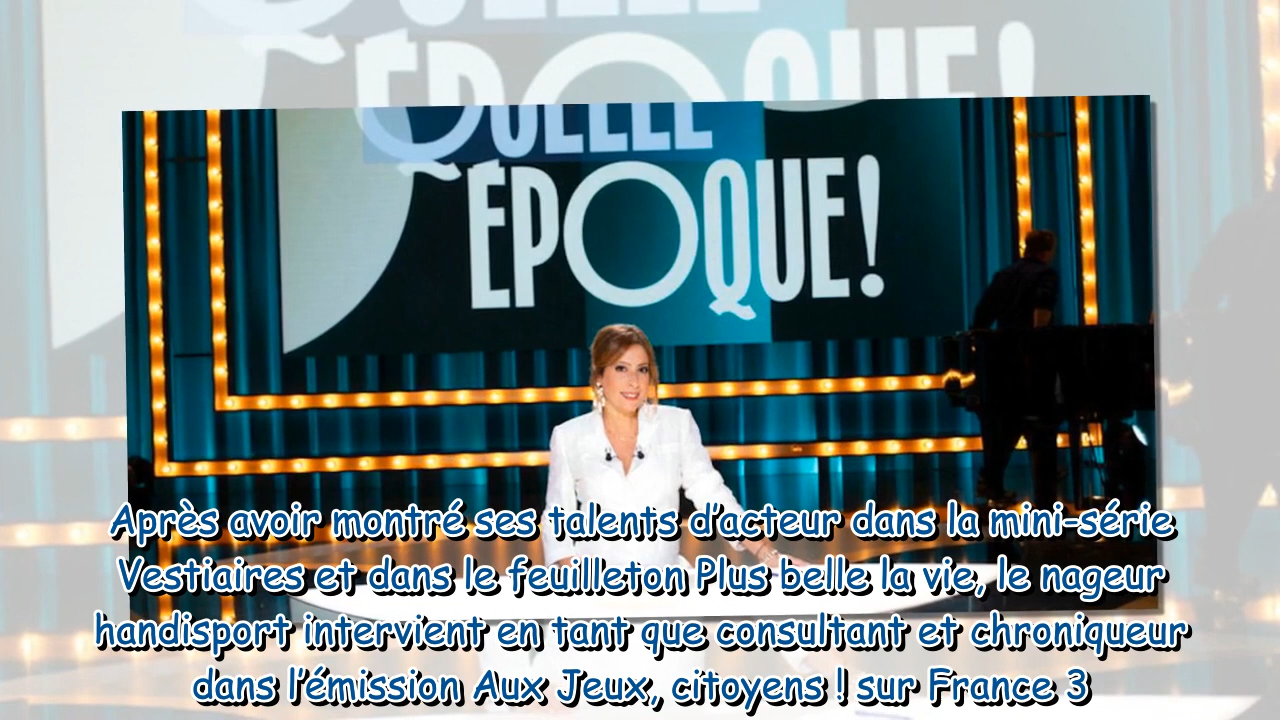 QUELLE
ÉPOQUE!
QUELLE
ÉPOQUE!
Après avoir montré ses talents d'acteur dans la mini-série
Vestiaires et dans le feuilleton Plus belle la vie, le nageur
handisport intervient en tant que consultant et chroniqueur
dans l'émission Aux Jeux, citoyens ! sur France 3